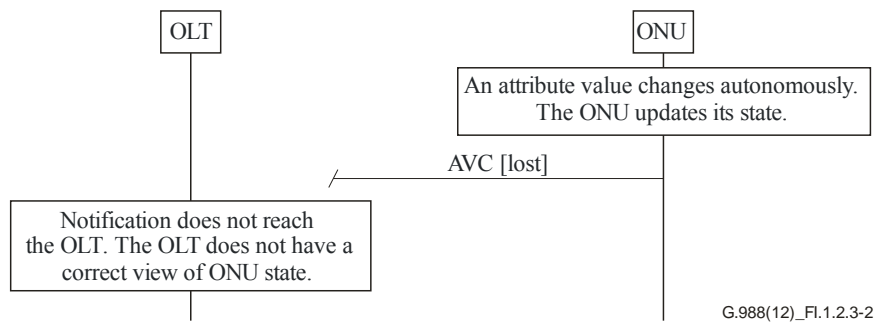 OLT
ONU
An attribute value changes autonomously.
The ONU updates its state.
AVC [lost]
Notification does not reach
the OLT. The OLT does not have a
correct view of ONU state.
G.988(12)_FI.1.2.3-2